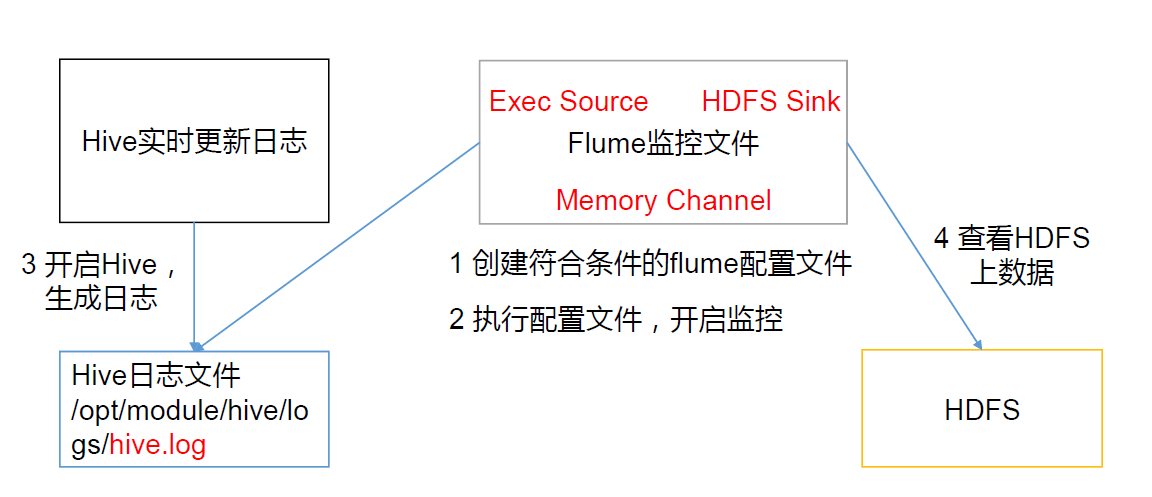 Hive实时更新日志
Exec Source
HDFS Sink
Flume监控文件
Memory Channel
3 开启Hive，
生成日志
1 创建符合条件的flume配置文件
2 执行配置文件，开启监控
4 查看HDFS
上数据
Hive日志文件
/opt/module/hive/lo
gs/hive.log
HDFS